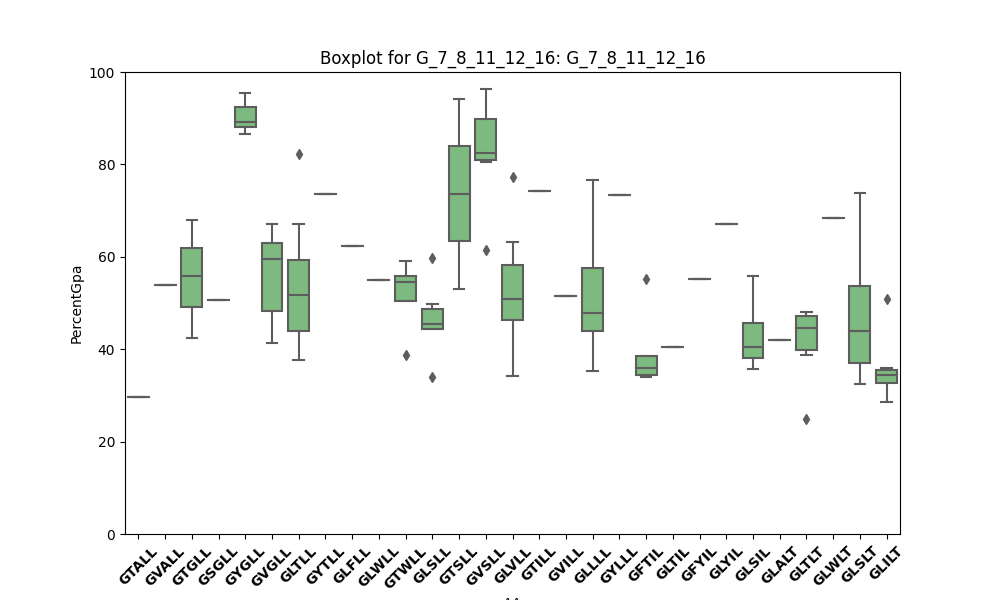 Boxplot for G_7_8_11_12_16: G_7_8_11_12_16
100
80
60
40
20
0
PercentGpa
GTALL
GVALL
GTGLL
GSGLL
GYGLL
GVGLL
GLTLL
GYTLL
GLFLL
GLWLL
GTWLL
GLSLL
GTSLL
GVSLL
GLVLL
GTILL
GVILL
GLLLL
GYLLL
GFTIL
GLTIL
GFYIL
GLYIL
GLSIL
GLALT
GLTLT
GLWLT
GLSLT
GLILT